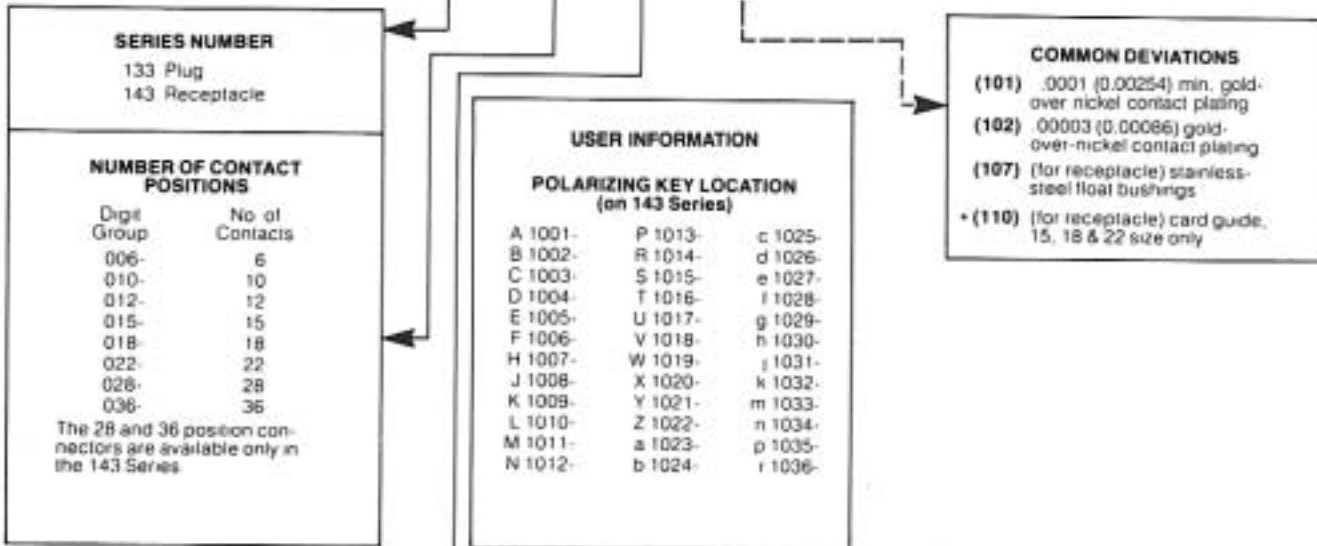 SERIES NUMBER
133 Plug
143 Receptacle
NUMBER OF CONTACT
POSITIONS
Digit Group No. of Contacts
006- 6
010- 10
012- 12
015- 15
018- 18
022- 22
028- 28
036- 36
The 28 and 36 position con-
nectors are available only in
the 143 Series
USER INFORMATION
POLARIZING KEY LOCATION
(on 143 Series)
A 1001- P 1013- c 1025-
B 1002- R 1014- d 1026-
C 1003- S 1015- e 1027-
D 1004- T 1016- f 1028-
E 1005- U 1017- g 1029-
F 1006- V 1018- h 1030-
H 1007- W 1019- j 1031-
J 1008- X 1020- k 1032-
K 1009- Y 1021- m 1033-
L 1010- Z 1022- n 1034-
M 1011- a 1023- p 1035-
N 1012- b 1024- r 1036-
COMMON DEVIATIONS
(101) .0001 (0.00254) min. gold-
over nickel contact plating
(102) .00003 (0.00086) gold-
over-nickel contact plating
(107) (for receptacle) stainless-
steel float bushings
• (110) (for receptacle) card guide,
15, 18 & 22 size only